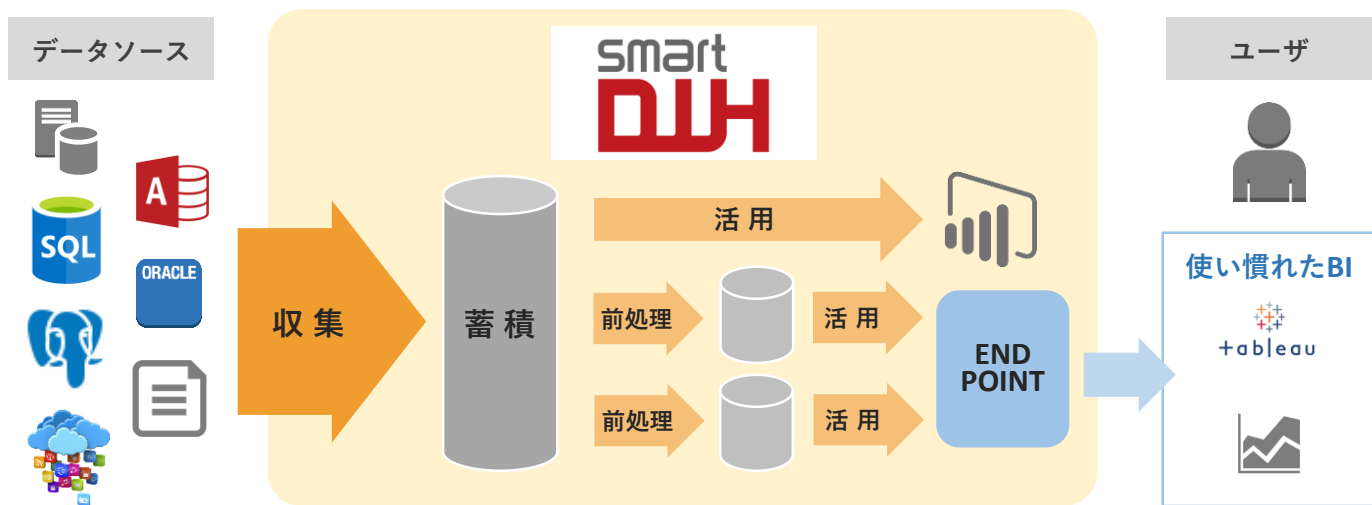 データソース
smart
DWH
ユーザ
A
SQL
ORACLE
収集
蓄積
活用
前処理
活用
前処理
活用
END
POINT
使い慣れたBI
+ableau